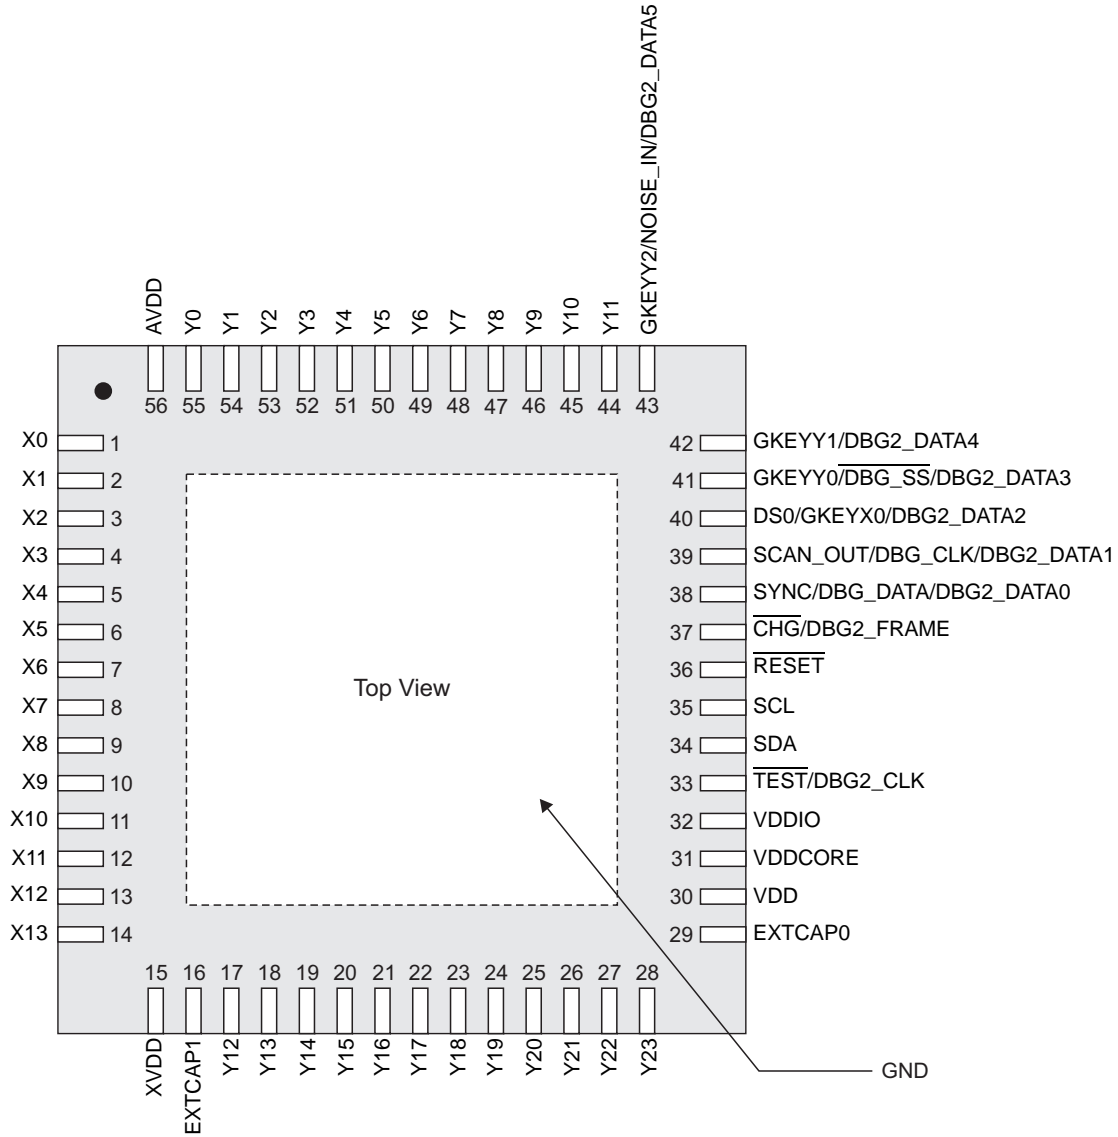 GKEYY2/NOISE_IN/DBG2_DATA5
AVDD
Y0
Y1
Y2
Y3
Y4
Y5
Y6
Y7
Y8
Y9
Y10
Y11
56 55 54 53 52 51 50 49 48 47 46 45 44 43
X0 1
X1 2
X2 3
X3 4
X4 5
X5 6
X6 7
X7 8
X8 9
X9 10
X10 11
X11 12
X12 13
X13 14
42 GKEYY1/DBG2_DATA4
41 GKEYY0/DBG_SS/DBG2_DATA3
40 DS0/GKEYX0/DBG2_DATA2
39 SCAN_OUT/DBG_CLK/DBG2_DATA1
38 SYNC/DBG_DATA/DBG2_DATA0
37 CHG/DBG2_FRAME
36 RESET
35 SCL
34 SDA
33 TEST/DBG2_CLK
32 VDDIO
31 VDDCORE
30 VDD
29 EXTCAP0
Top View
15 16 17 18 19 20 21 22 23 24 25 26 27 28
XVDD
EXTCAP1
Y12
Y13
Y14
Y15
Y16
Y17
Y18
Y19
Y20
Y21
Y22
Y23
GND